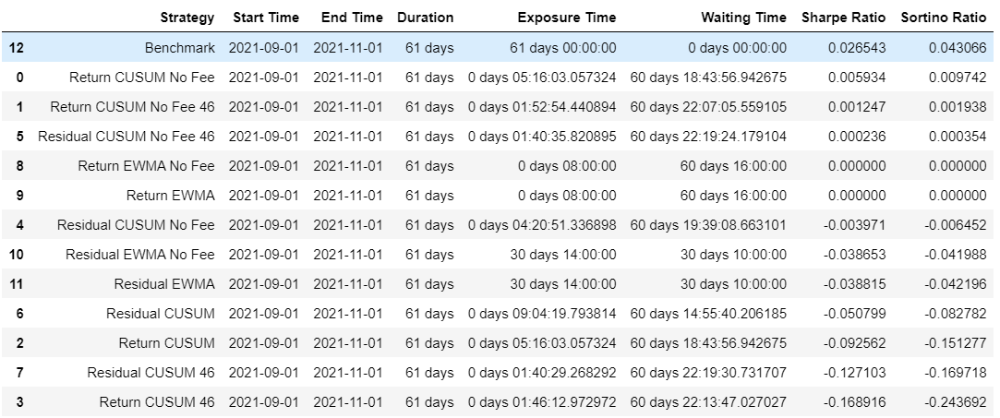 Strategy Start Time End Time Duration Exposure Time Waiting Time Sharpe Ratio Sortino Ratio
12 Benchmark 2021-09-01 2021-11-01 61 days 61 days 00:00:00 0 days 00:00:00 0.026543 0.043066
0 Return CUSUM No Fee 2021-09-01 2021-11-01 61 days 0 days 05:16:03.057324 60 days 18:43:56.942675 0.005934 0.009742
1 Return CUSUM No Fee 46 2021-09-01 2021-11-01 61 days 0 days 01:52:54.440894 60 days 22:07:05.559105 0.001247 0.001938
5 Residual CUSUM No Fee 46 2021-09-01 2021-11-01 61 days 0 days 01:40:35.820895 60 days 22:19:24.179104 0.000236 0.000354
8 Return EWMA No Fee 2021-09-01 2021-11-01 61 days 0 days 08:00:00 60 days 16:00:00 0.000000 0.000000
9 Return EWMA 2021-09-01 2021-11-01 61 days 0 days 08:00:00 60 days 16:00:00 0.000000 0.000000
4 Residual CUSUM No Fee 2021-09-01 2021-11-01 61 days 0 days 04:20:51.336898 60 days 19:39:08.663101 -0.003971 -0.006452
10 Residual EWMA No Fee 2021-09-01 2021-11-01 61 days 30 days 14:00:00 30 days 10:00:00 -0.038653 -0.041988
11 Residual EWMA 2021-09-01 2021-11-01 61 days 30 days 14:00:00 30 days 10:00:00 -0.038815 -0.042196
6 Residual CUSUM 2021-09-01 2021-11-01 61 days 0 days 09:04:19.793814 60 days 14:55:40.206185 -0.050799 -0.082782
2 Return CUSUM 2021-09-01 2021-11-01 61 days 0 days 05:16:03.057324 60 days 18:43:56.942675 -0.092562 -0.151277
7 Residual CUSUM 46 2021-09-01 2021-11-01 61 days 0 days 01:40:29.268292 60 days 22:19:30.731707 -0.127103 -0.169718
3 Return CUSUM 46 2021-09-01 2021-11-01 61 days 0 days 01:46:12.972972 60 days 22:13:47.027027 -0.168916 -0.243692